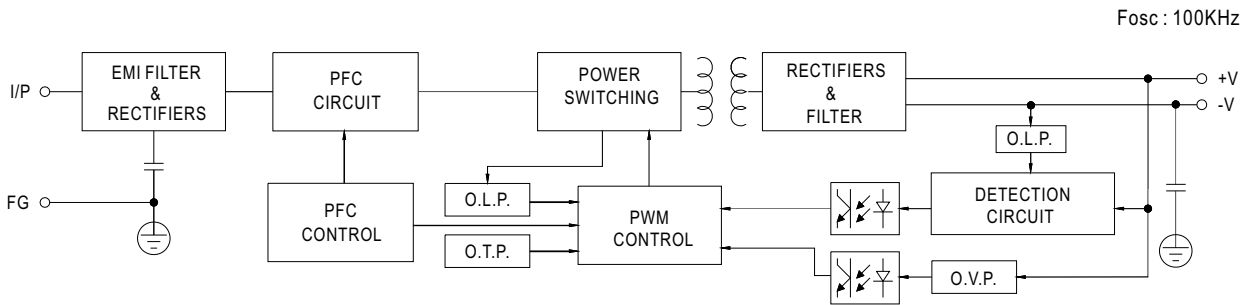 Fosc : 100KHz
I/P
EMI FILTER
&
RECTIFIERS
PFC
CIRCUIT
POWER
SWITCHING
RECTIFIERS
&
FILTER
+V
-V
O.L.P.
DETECTION
CIRCUIT
FG
PFC
CONTROL
O.L.P.
O.T.P.
PWM
CONTROL
O.V.P.